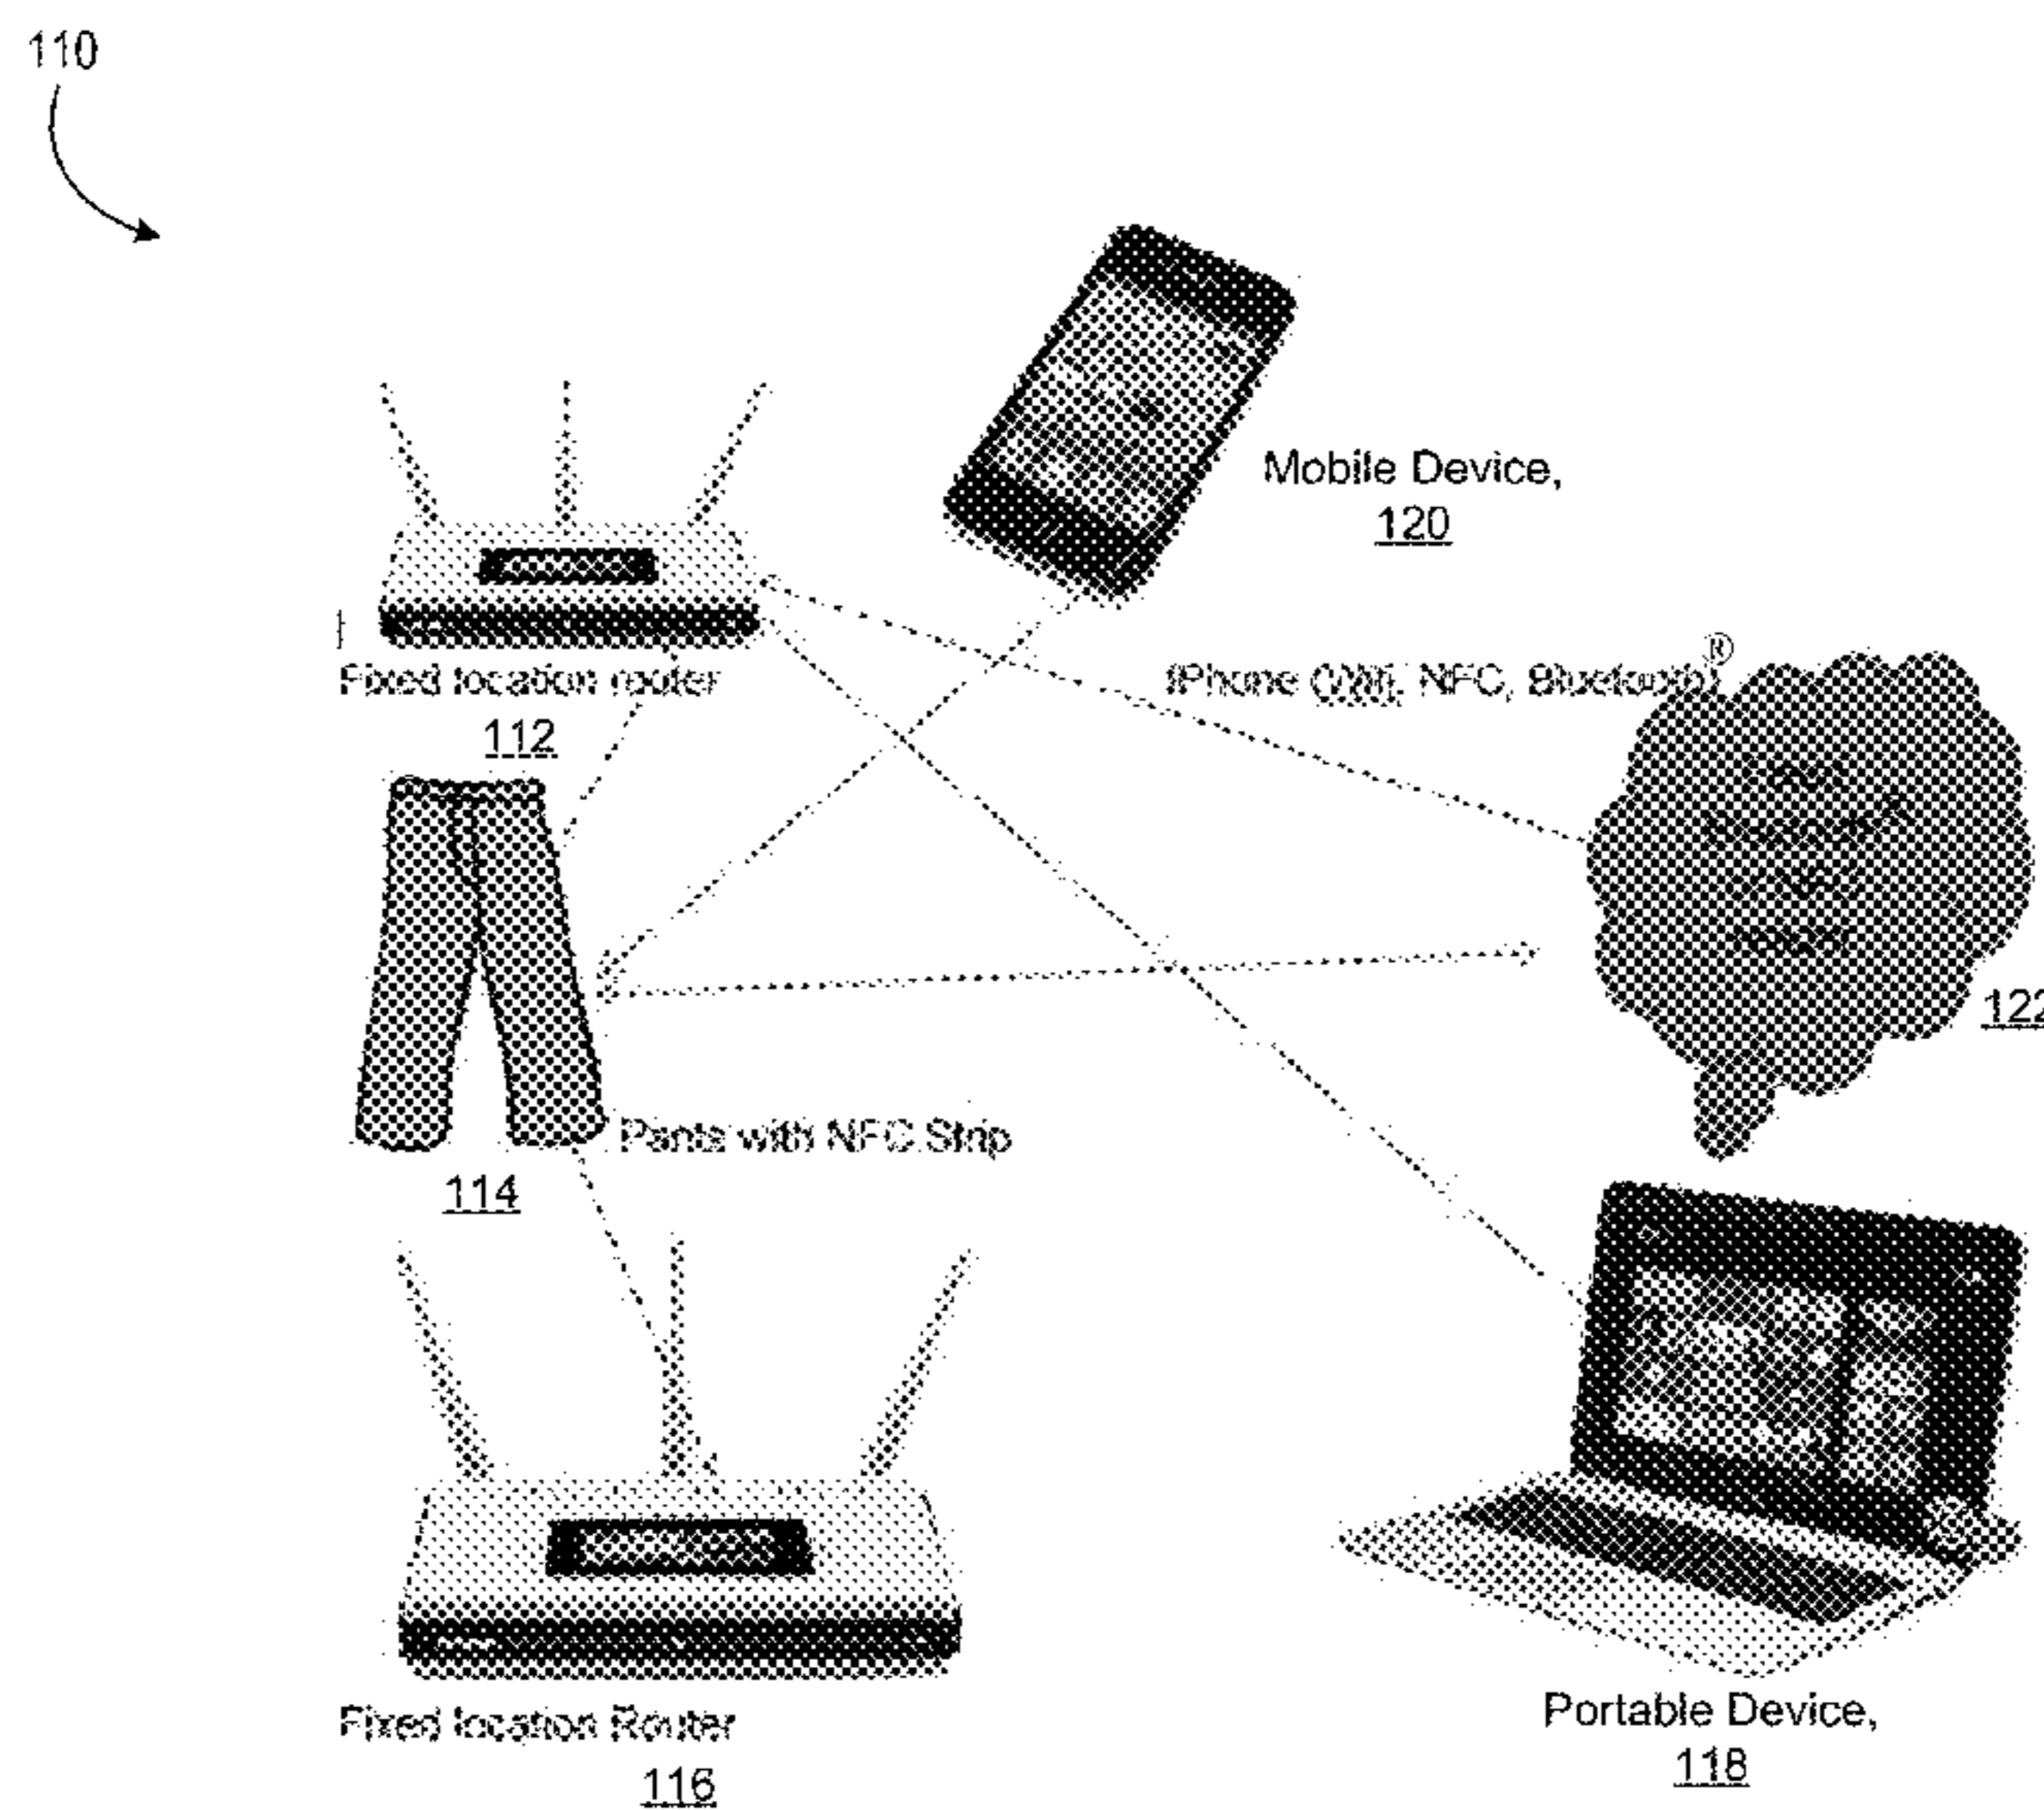 110
Mobile Device,
120
Fixed location router
112
iPhone (Wifi, NFC, Bluetooth)®
122
Pants with NFC Strip
114
Fixed location Router
116
Portable Device,
118